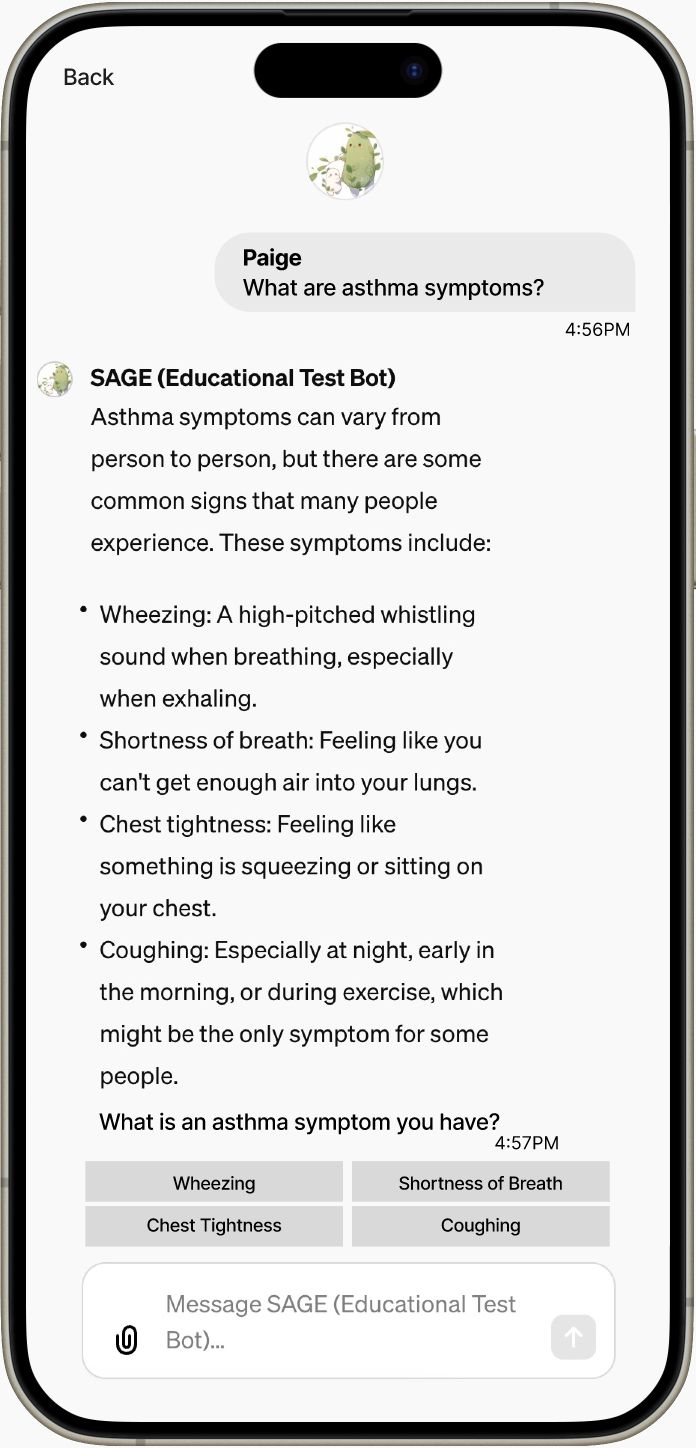 Back
Paige
What are asthma symptoms?
4:56PM
SAGE (Educational Test Bot)
Asthma symptoms can vary from
person to person, but there are some
common signs that many people
experience. These symptoms include:
• Wheezing: A high-pitched whistling
sound when breathing, especially
when exhaling.
• Shortness of breath: Feeling like you
can't get enough air into your lungs.
• Chest tightness: Feeling like
something is squeezing or sitting on
your chest.
• Coughing: Especially at night, early in
the morning, or during exercise, which
might be the only symptom for some
people.
What is an asthma symptom you have?
4:57PM
Wheezing
Shortness of Breath
Chest Tightness
Coughing
Message SAGE (Educational Test
Bot)...